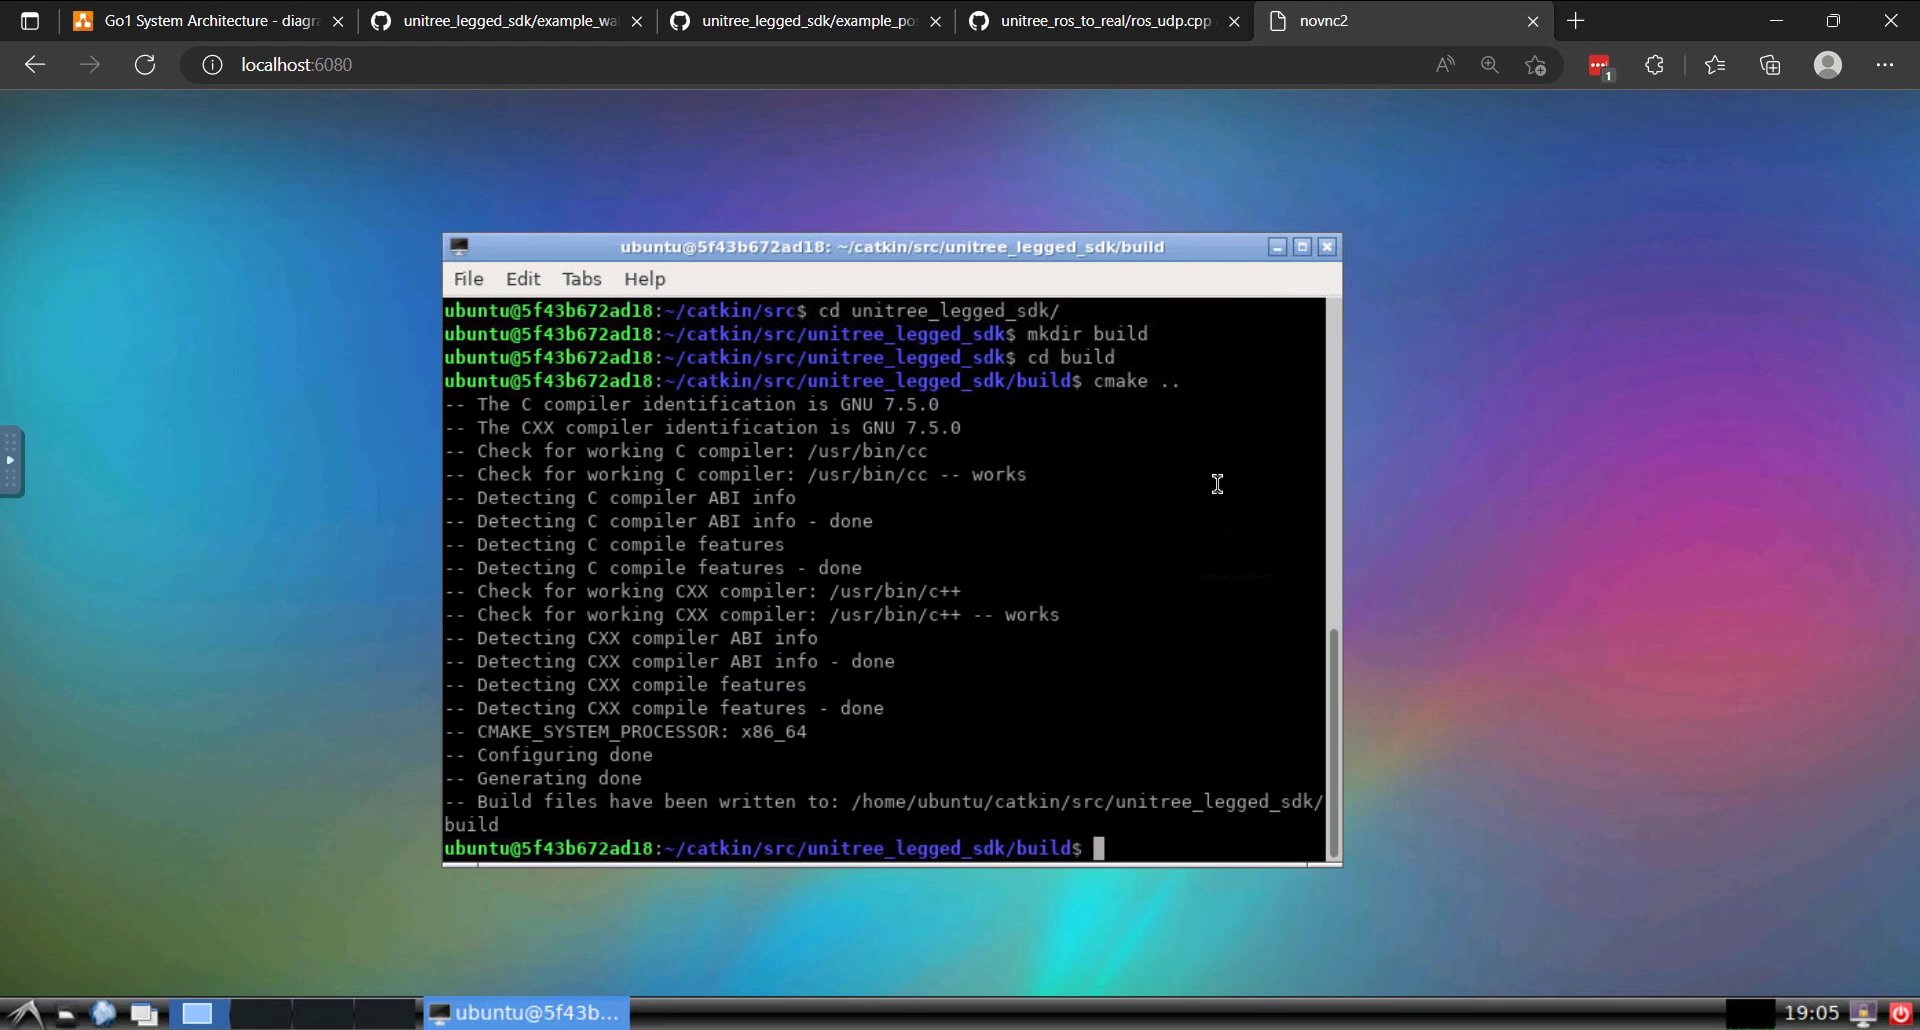 Go1 System Architecture - diagra
unitree_legged_sdk/example_wal
unitree_legged_sdk/example_pos
unitree_ros_to_real/ros_udp.cpp
novnc2
localhost:6080
1
ubuntu@5f43b672ad18: ~/catkin/src/unitree_legged_sdk/build
File Edit Tabs Help
ubuntu@5f43b672ad18:~/catkin/src$ cd unitree_legged_sdk/
ubuntu@5f43b672ad18:~/catkin/src/unitree_legged_sdk$ mkdir build
ubuntu@5f43b672ad18:~/catkin/src/unitree_legged_sdk$ cd build
ubuntu@5f43b672ad18:~/catkin/src/unitree_legged_sdk/build$ cmake ..
-- The C compiler identification is GNU 7.5.0
-- The CXX compiler identification is GNU 7.5.0
-- Check for working C compiler: /usr/bin/cc
-- Check for working C compiler: /usr/bin/cc -- works
-- Detecting C compiler ABI info
-- Detecting C compiler ABI info - done
-- Detecting C compile features
-- Detecting C compile features - done
-- Check for working CXX compiler: /usr/bin/c++
-- Check for working CXX compiler: /usr/bin/c++ -- works
-- Detecting CXX compiler ABI info
-- Detecting CXX compiler ABI info - done
-- Detecting CXX compile features
-- Detecting CXX compile features - done
-- CMAKE_SYSTEM_PROCESSOR: x86_64
-- Configuring done
-- Generating done
-- Build files have been written to: /home/ubuntu/catkin/src/unitree_legged_sdk/
build
ubuntu@5f43b672ad18:~/catkin/src/unitree_legged_sdk/build$
ubuntu@5f43b...
19:05